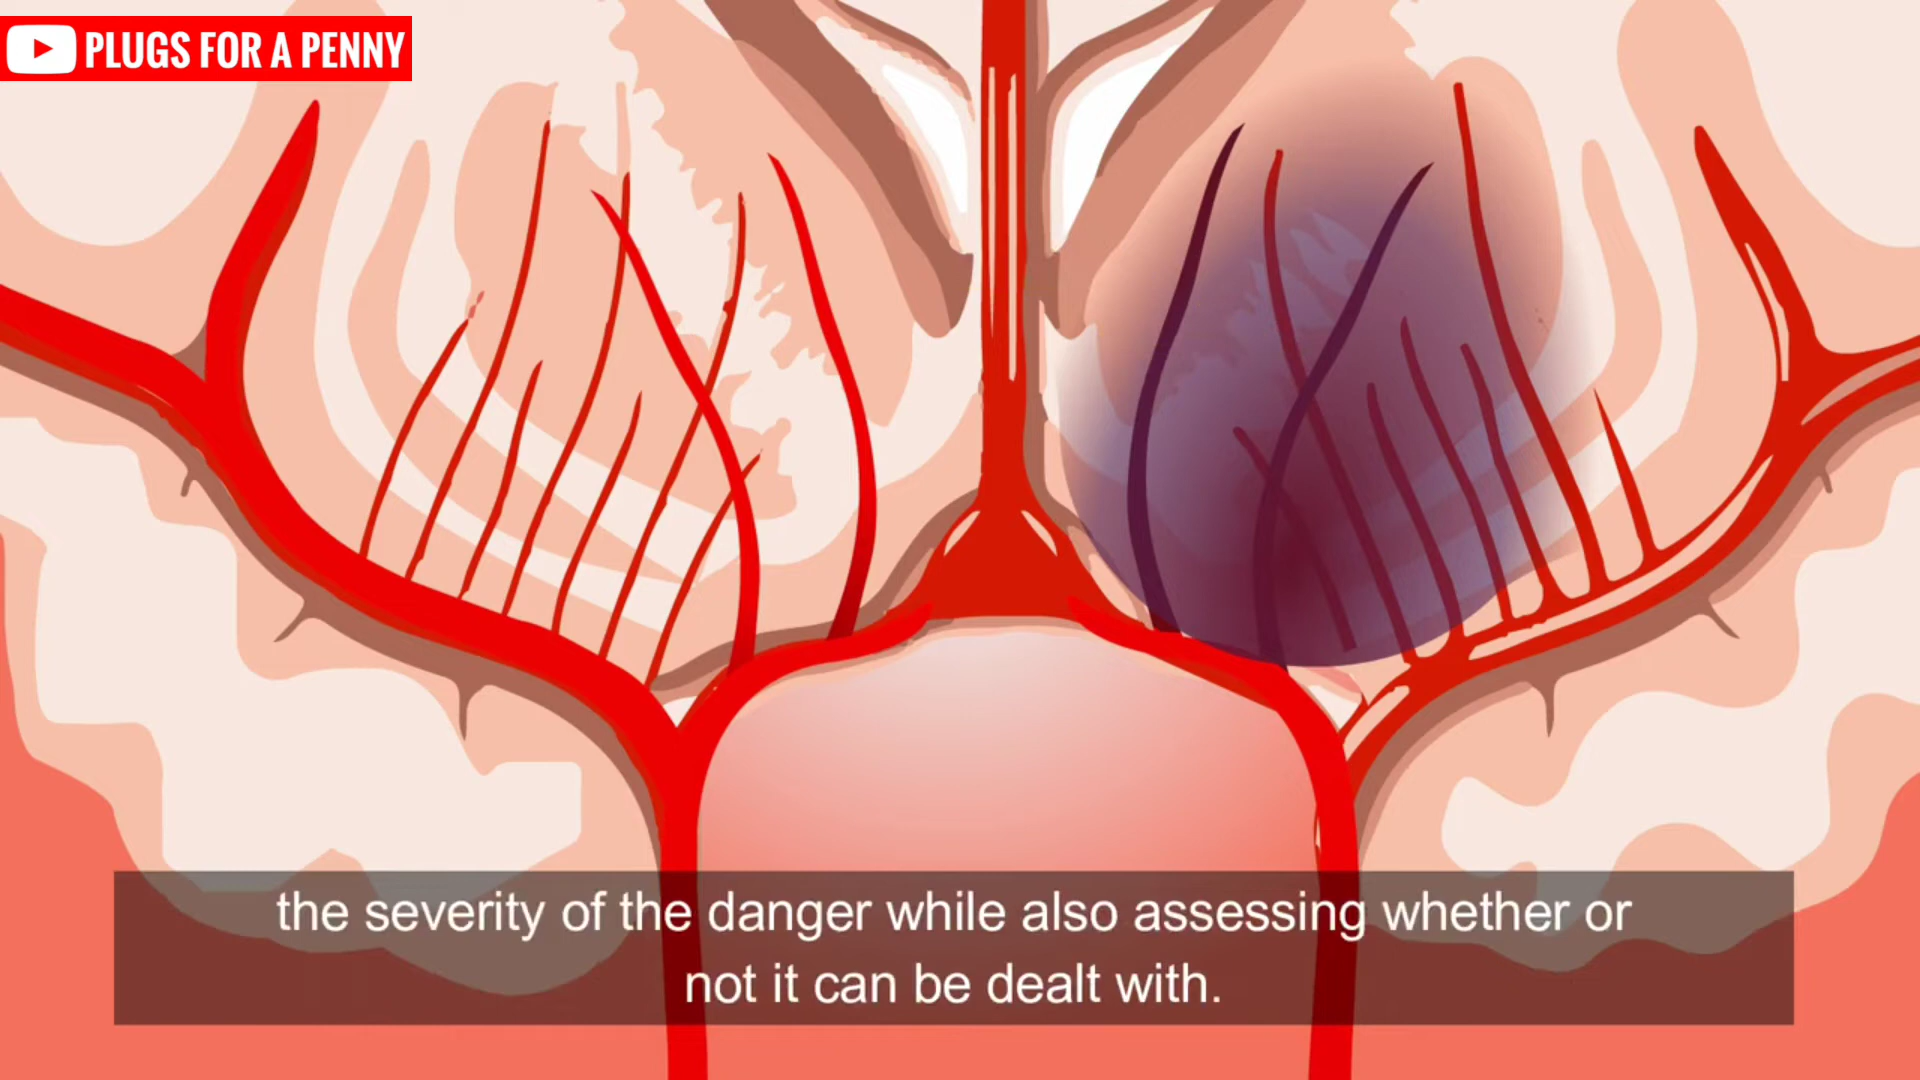 PLUGS FOR A PENNY
the severity of the danger while also assessing whether or
not it can be dealt with.